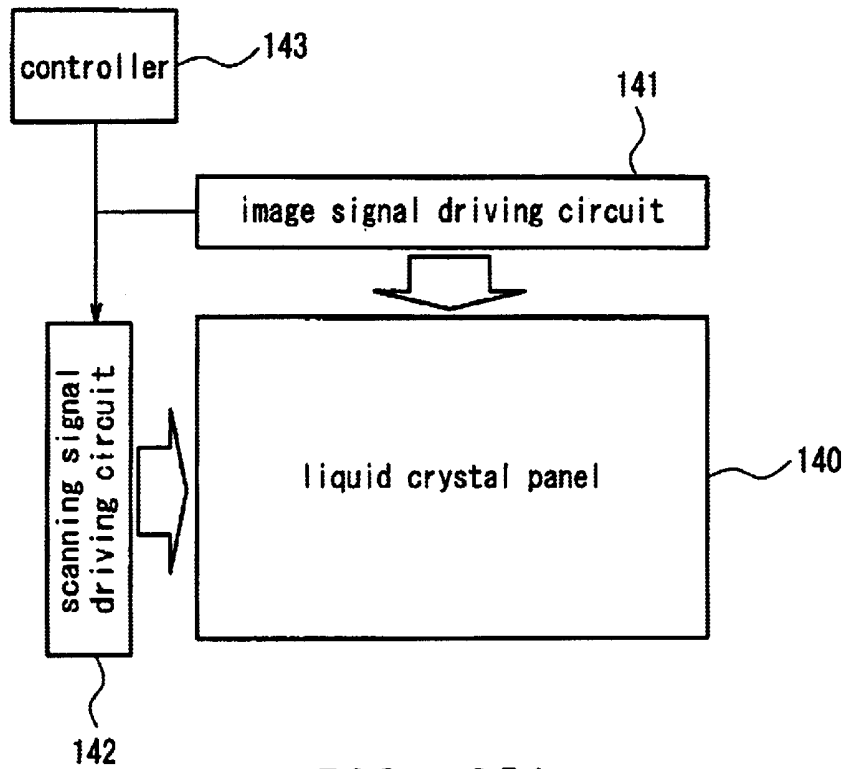 controller
143
141
image signal driving circuit
scanning signal
driving circuit
liquid crystal panel
140
142